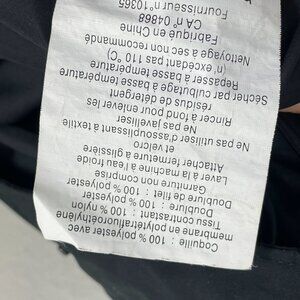 Coquille : 100 % polyester avec
membrane en polytétrafluoroéthylène
Tissu contrastant : 100 % nylon
Doublure : 100 % polyester
Doublure de filet : 100 % polyester
Garniture non comprise
Laver à la machine à l'eau froide
Attacher fermeture à glissière
et velcro
Ne pas utiliser d'assouplissant à textile
Ne pas javelliser
Rincer à fond pour enlever les
résidus de détergent
Sécher par culbutage à basse température
Repasser à basse température
(n'excédant pas 110 °C)
Nettoyage à sec non recommandé
Fabriqué en Chine
CA n° 04868
Fournisseur n° 10365